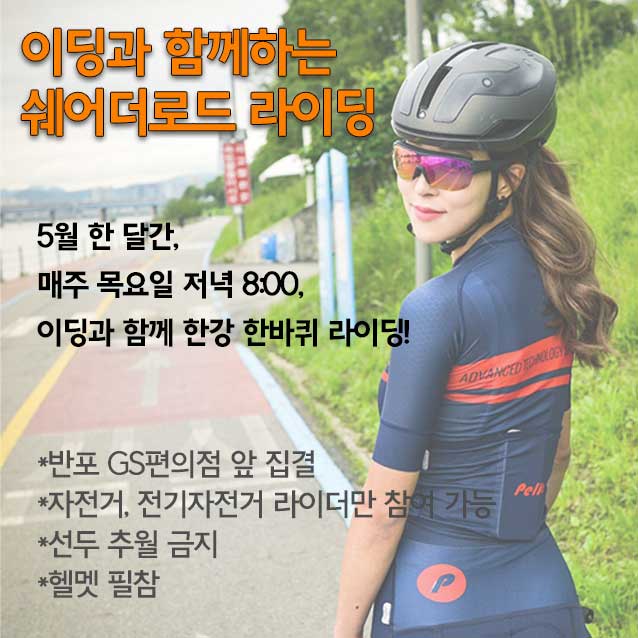 이딩과 함께하는
쉐어더로드 라이딩
5월 한 달간,
매주 목요일 저녁 8:00,
이딩과 함께 한강 한바퀴 라이딩!
ADVANCED TECHNOLOGY
*반포 GS편의점 앞 집결
*자전거, 전기자전거 라이더만 참여 가능
*선두 추월 금지
*헬멧 필참
P